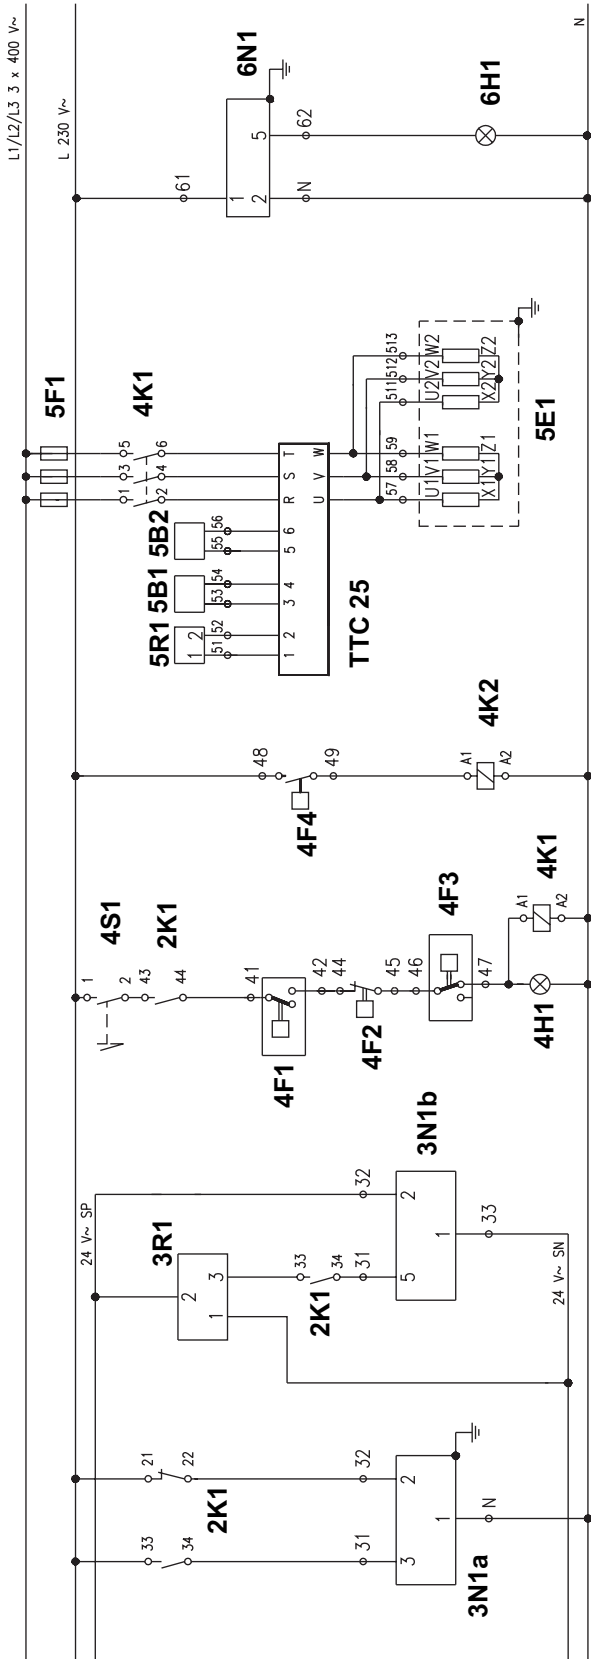 L1/L2/L3 3 x 400 V~
L 230 V~
24 V~ SP
33
34
21
22
2K1
31
32
3
2
1
N
3N1a
3R1
2
1
3
33
34
2K1
31
32
5
2
1
33
3N1b
24 V~ SN
4S1
1
2
2K1
43
44
41
4F1
42
44
4F2
45
46
4F3
47
4H1
4K1
A1
A2
48
4F4
49
4K2
A1
A2
5F1
4K1
1
3
5
2
4
6
5R1
5B1
5B2
1
2
51
52
53
54
55
56
1
2
3
4
5
6
R
S
T
U
V
W
TTC 25
57
58
59
511
512
513
U1
V1
W1
U2
V2
W2
X1
Y1
Z1
X2
Y2
Z2
5E1
61
6N1
1
2
5
N
62
6H1
N